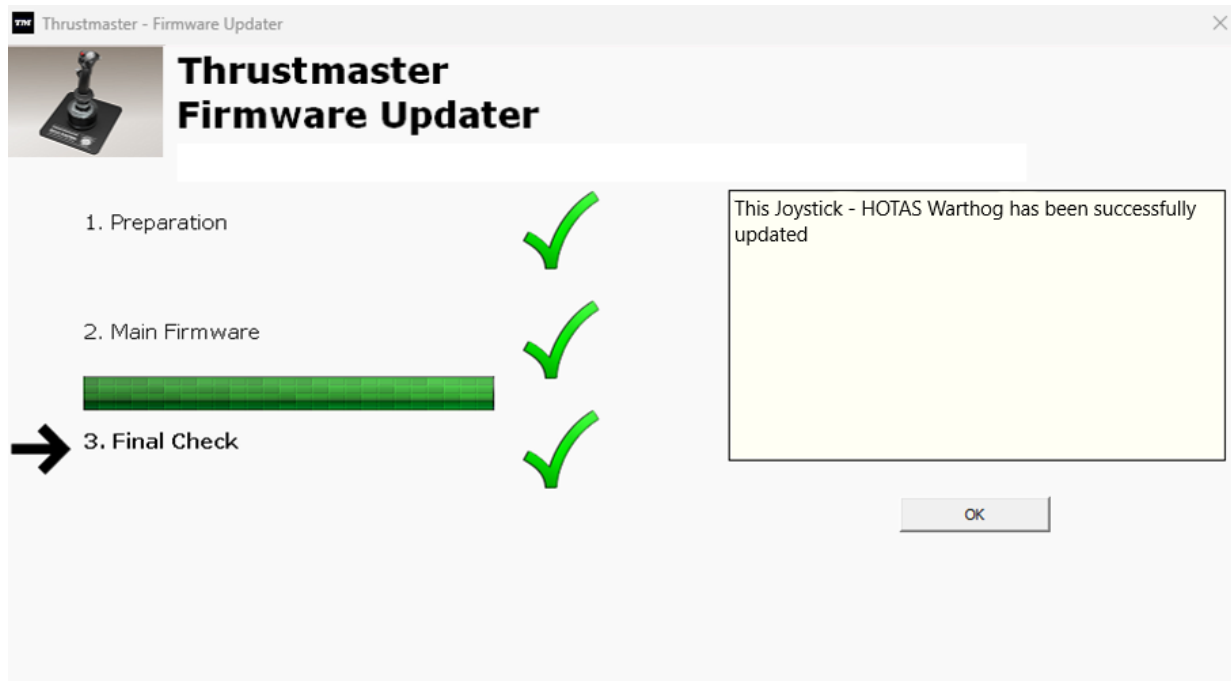 TM Thrustmaster - Firmware Updater
Thrustmaster
Firmware Updater
1. Preparation
2. Main Firmware
3. Final Check
This Joystick - HOTAS Warthog has been successfully
updated
OK